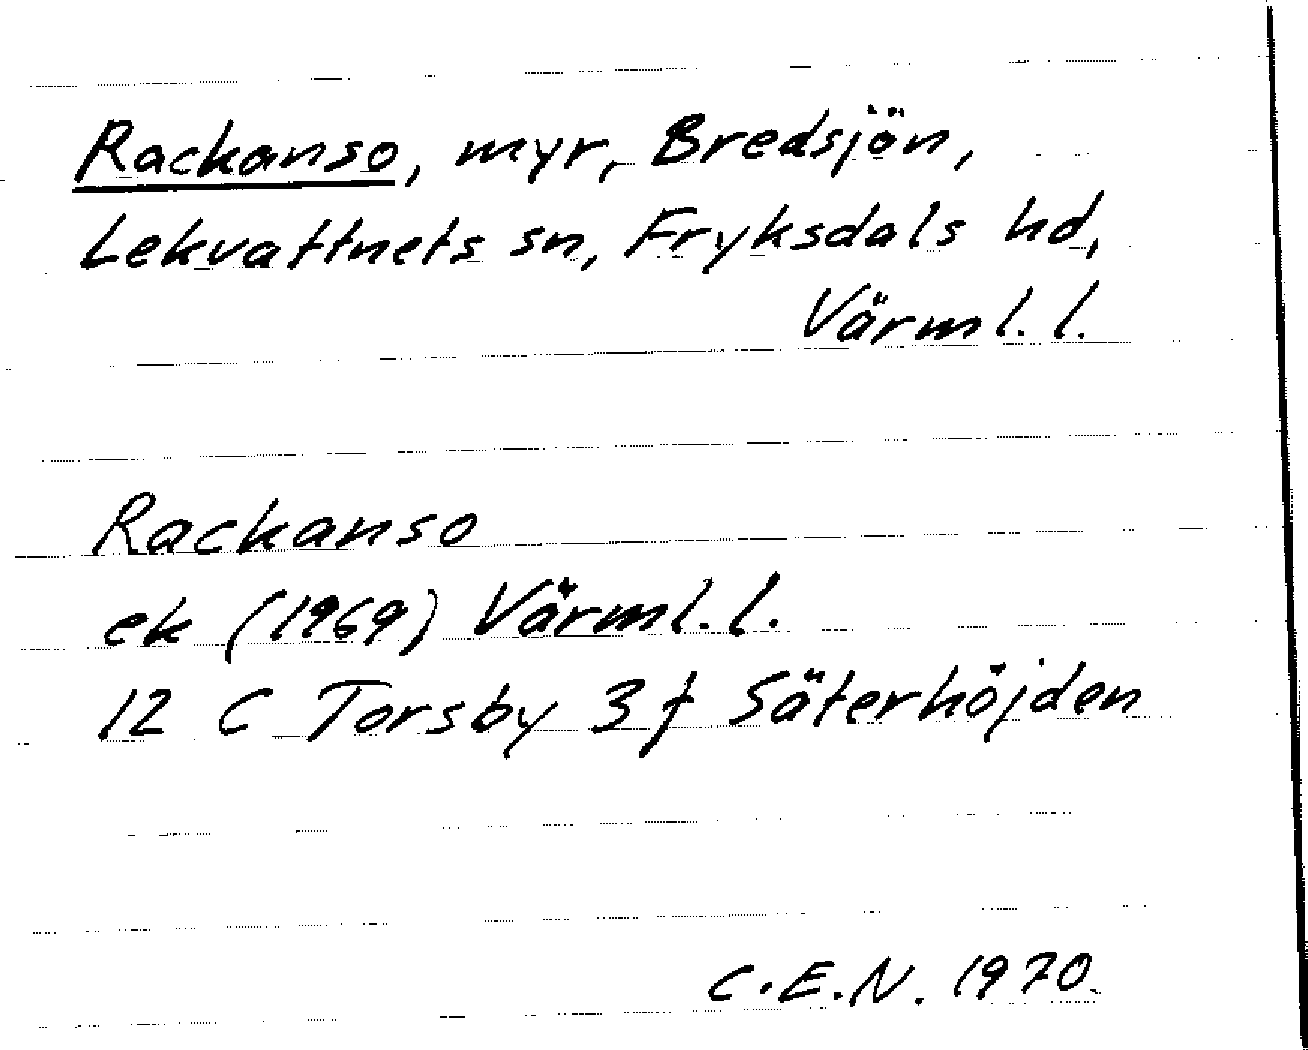 Rackanso, myr, Bredsjön,
Lekvattnets sn, Fryksdals hd,
Värml. l.
Rackanso
ek (1969) Värml. l.
12 C Torsby 3 f Säterhöjden
C.E.N. 1970